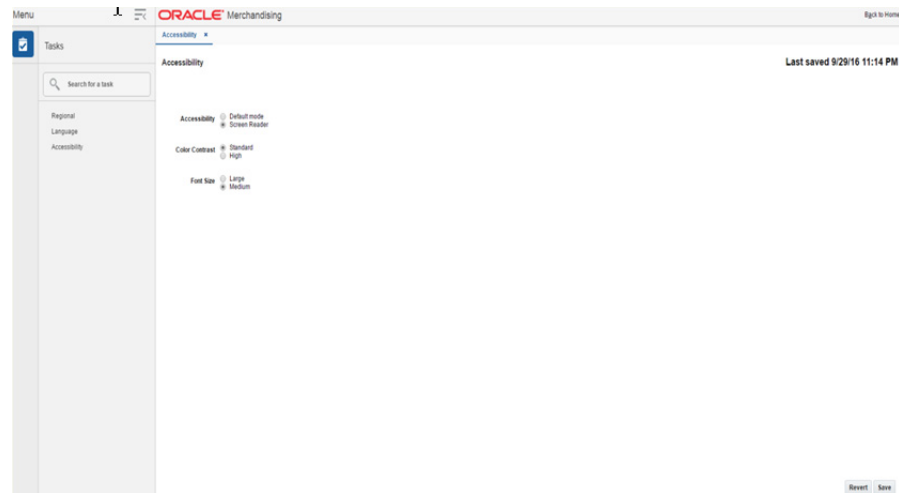 Menu
ORACLE Merchandising
Back to Home
Tasks
Accessibility
Accessibility
Last saved 9/29/16 11:14 PM
Search for a task
Regional
Language
Accessibility
Accessibility
Default mode
Screen Reader
Color Contrast
Standard
High
Font Size
Large
Medium
Revert
Save